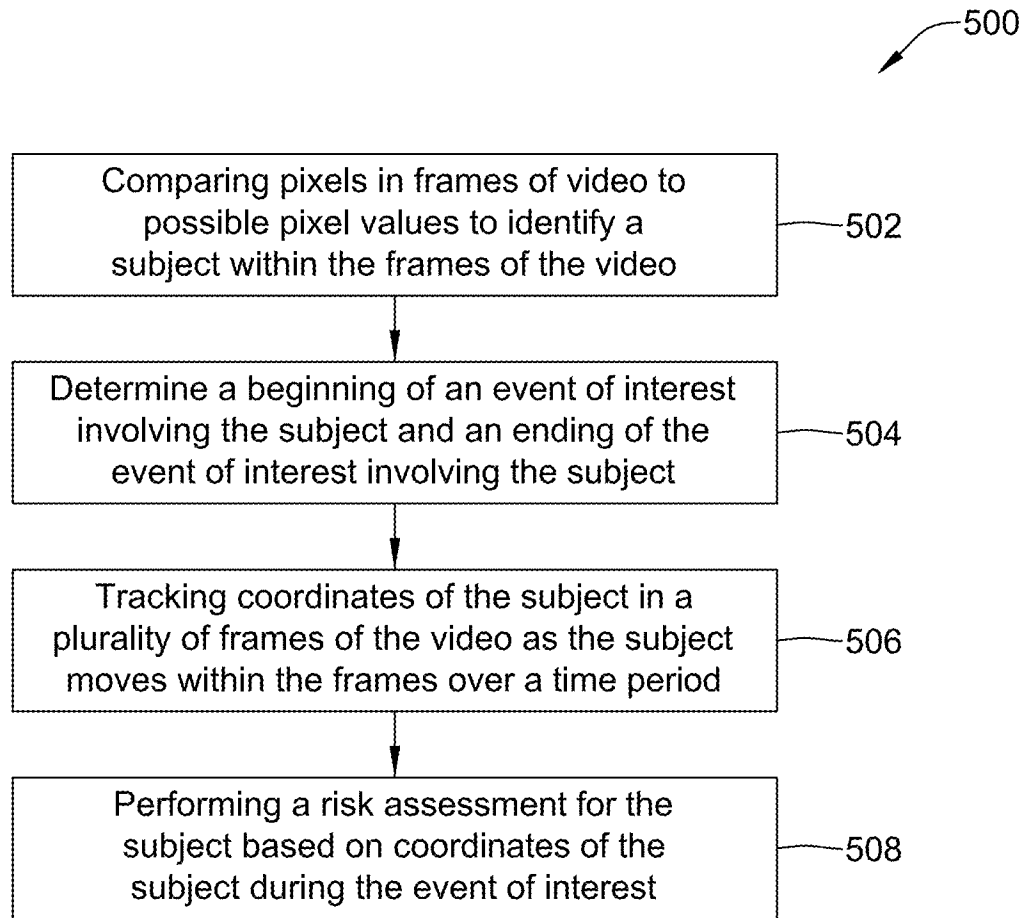 500
Comparing pixels in frames of video to
possible pixel values to identify a
subject within the frames of the video
502
Determine a beginning of an event of interest
involving the subject and an ending of the
event of interest involving the subject
504
Tracking coordinates of the subject in a
plurality of frames of the video as the subject
moves within the frames over a time period
506
Performing a risk assessment for the
subject based on coordinates of the
subject during the event of interest
508